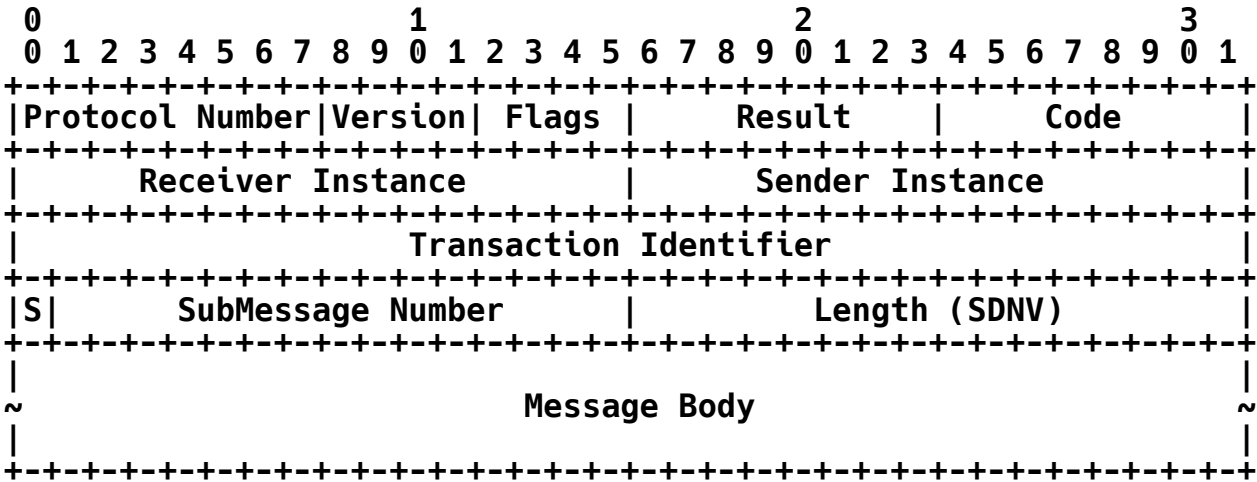 0                   1                   2                   3
 0 1 2 3 4 5 6 7 8 9 0 1 2 3 4 5 6 7 8 9 0 1 2 3 4 5 6 7 8 9 0 1
+-+-+-+-+-+-+-+-+-+-+-+-+-+-+-+-+-+-+-+-+-+-+-+-+-+-+-+-+-+-+-+-+
|Protocol Number|Version| Flags |     Result    |     Code      |
+-+-+-+-+-+-+-+-+-+-+-+-+-+-+-+-+-+-+-+-+-+-+-+-+-+-+-+-+-+-+-+-+
|      Receiver Instance        |      Sender Instance          |
+-+-+-+-+-+-+-+-+-+-+-+-+-+-+-+-+-+-+-+-+-+-+-+-+-+-+-+-+-+-+-+-+
|                    Transaction Identifier                     |
+-+-+-+-+-+-+-+-+-+-+-+-+-+-+-+-+-+-+-+-+-+-+-+-+-+-+-+-+-+-+-+-+
|S|      SubMessage Number      |         Length (SDNV)         |
+-+-+-+-+-+-+-+-+-+-+-+-+-+-+-+-+-+-+-+-+-+-+-+-+-+-+-+-+-+-+-+-+
|                                                               |
~                          Message Body                         ~
|                                                               |
+-+-+-+-+-+-+-+-+-+-+-+-+-+-+-+-+-+-+-+-+-+-+-+-+-+-+-+-+-+-+-+-+